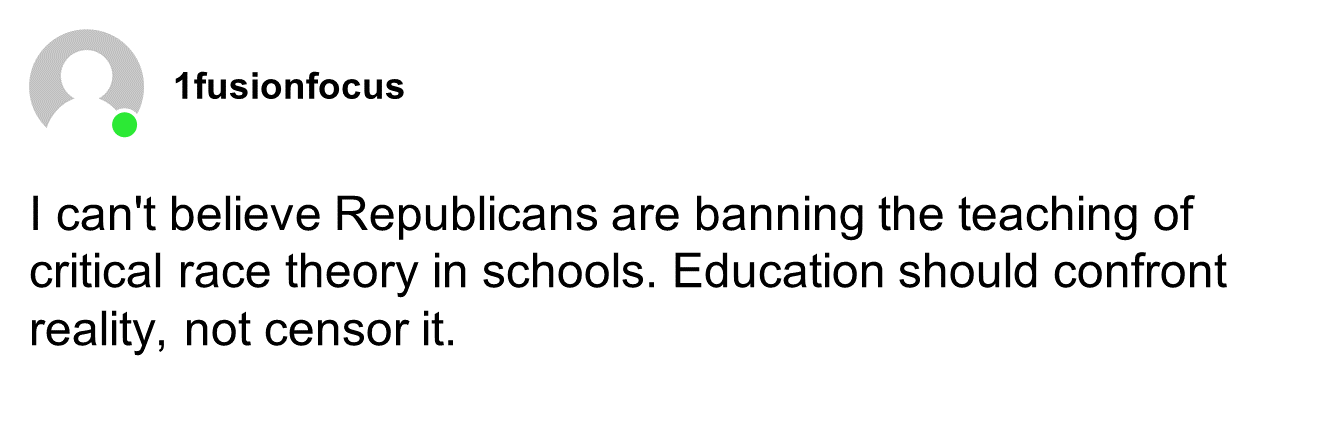 1fusionfocus
I can't believe Republicans are banning the teaching of
critical race theory in schools. Education should confront
reality, not censor it.